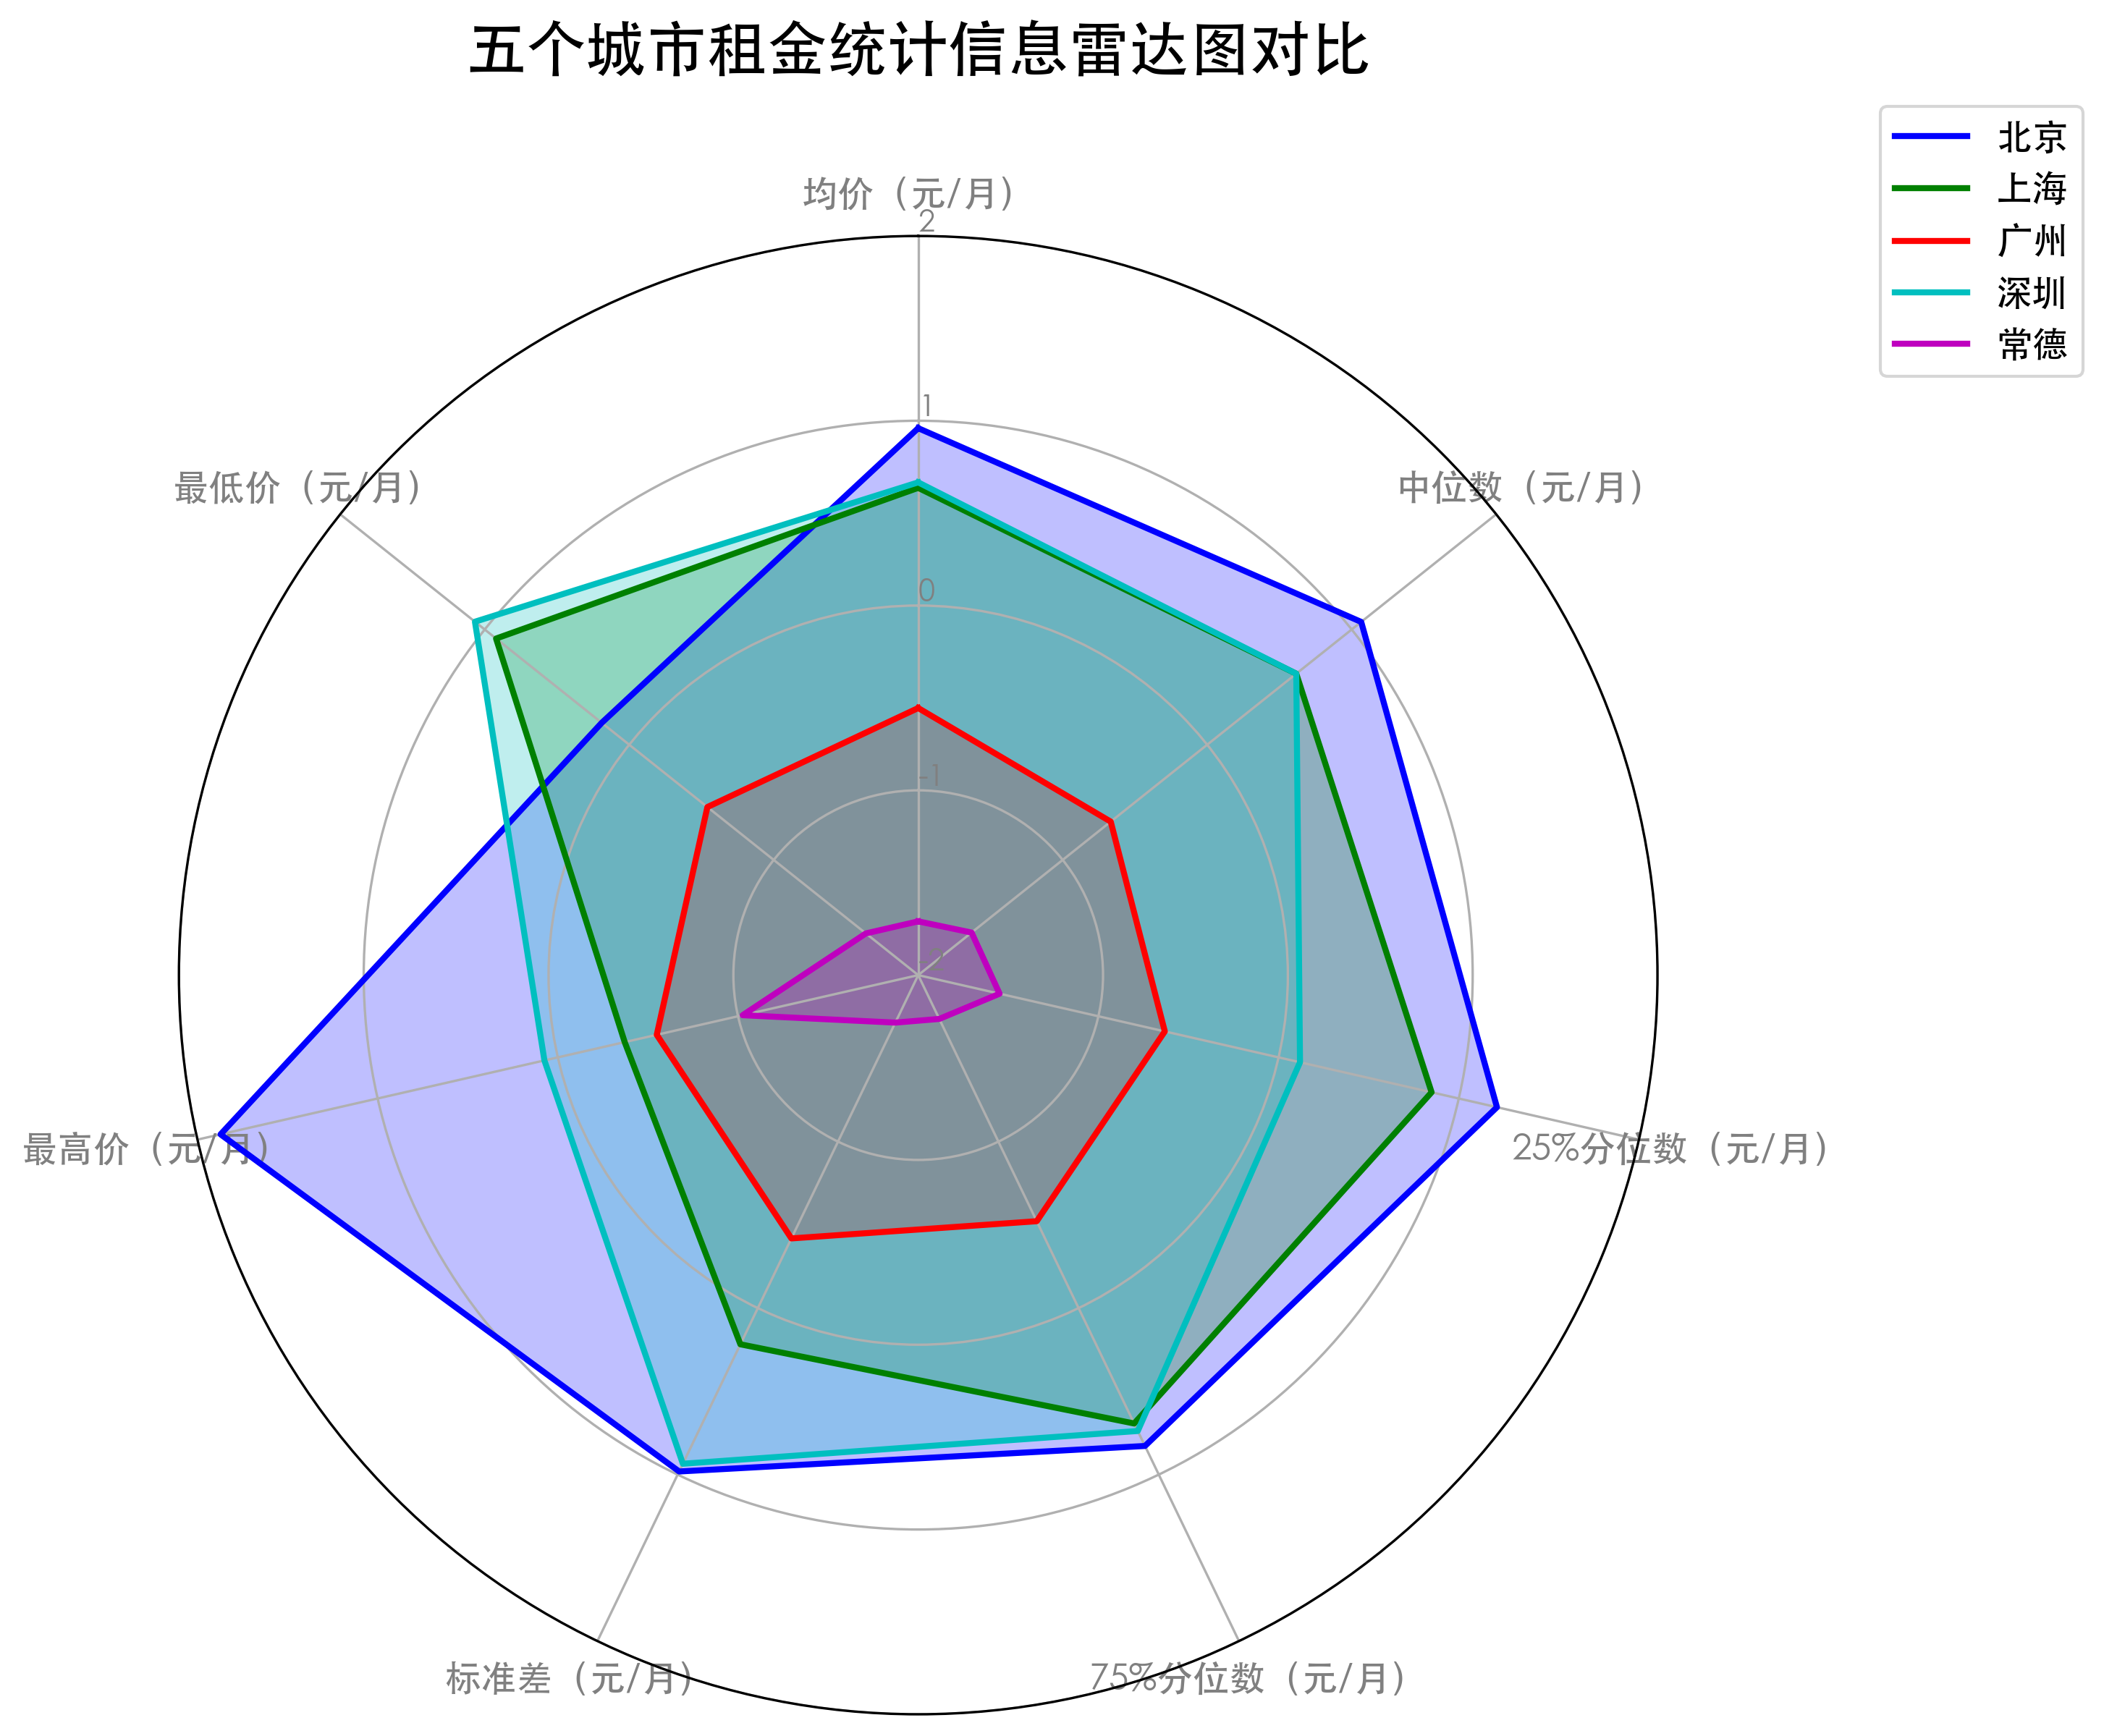 五个城市租金统计信息雷达图对比
北京
上海
广州
深圳
常德
均价（元/月）
2
1
0
-1
最低价（元/月）
中位数（元/月）
最高价（元/月）
25%分位数（元/月）
标准差（元/月）
75%分位数（元/月）